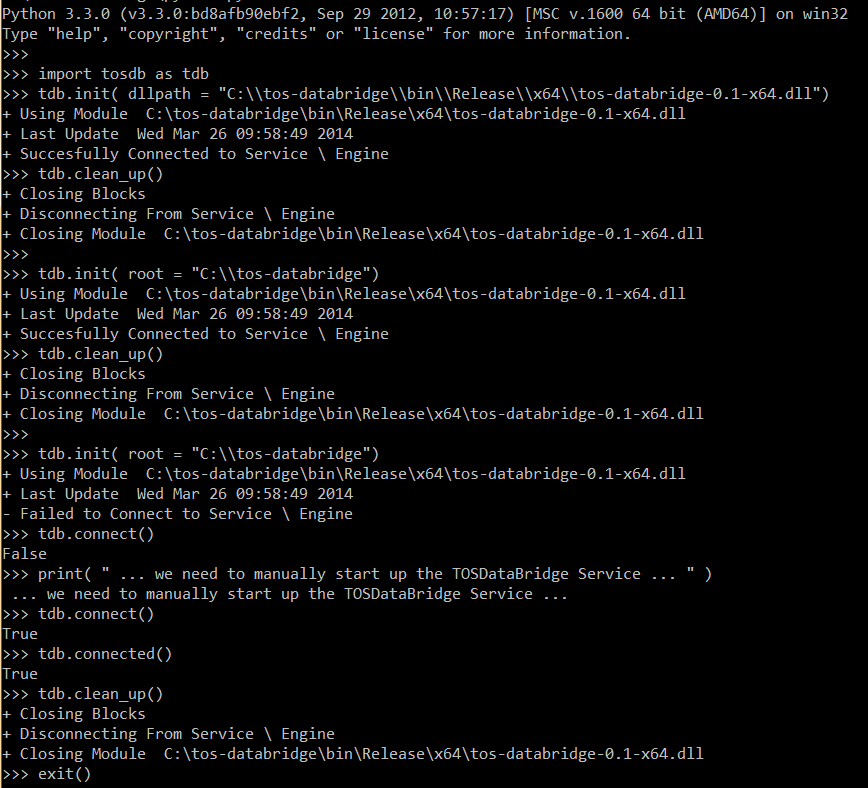 Python 3.3.0 (v3.3.0:bd8afb90ebf2, Sep 29 2012, 10:57:17) [MSC v.1600 64 bit (AMD64)] on win32
Type "help", "copyright", "credits" or "license" for more information.
>>>
>>> import tosdb as tdb
>>> tdb.init( dllpath = "C:\\tos-databridge\\bin\\Release\\x64\\tos-databridge-0.1-x64.dll")
+ Using Module  C:\tos-databridge\bin\Release\x64\tos-databridge-0.1-x64.dll
+ Last Update  Wed Mar 26 09:58:49 2014
+ Succesfully Connected to Service \ Engine
>>> tdb.clean_up()
+ Closing Blocks
+ Disconnecting From Service \ Engine
+ Closing Module  C:\tos-databridge\bin\Release\x64\tos-databridge-0.1-x64.dll
>>>
>>> tdb.init( root = "C:\\tos-databridge")
+ Using Module  C:\tos-databridge\bin\Release\x64\tos-databridge-0.1-x64.dll
+ Last Update  Wed Mar 26 09:58:49 2014
+ Succesfully Connected to Service \ Engine
>>> tdb.clean_up()
+ Closing Blocks
+ Disconnecting From Service \ Engine
+ Closing Module  C:\tos-databridge\bin\Release\x64\tos-databridge-0.1-x64.dll
>>>
>>> tdb.init( root = "C:\\tos-databridge")
+ Using Module  C:\tos-databridge\bin\Release\x64\tos-databridge-0.1-x64.dll
+ Last Update  Wed Mar 26 09:58:49 2014
- Failed to Connect to Service \ Engine
>>> tdb.connect()
False
>>> print( " ... we need to manually start up the TOSDataBridge Service ... " )
 ... we need to manually start up the TOSDataBridge Service ...
>>> tdb.connect()
True
>>> tdb.connected()
True
>>> tdb.clean_up()
+ Closing Blocks
+ Disconnecting From Service \ Engine
+ Closing Module  C:\tos-databridge\bin\Release\x64\tos-databridge-0.1-x64.dll
>>> exit()